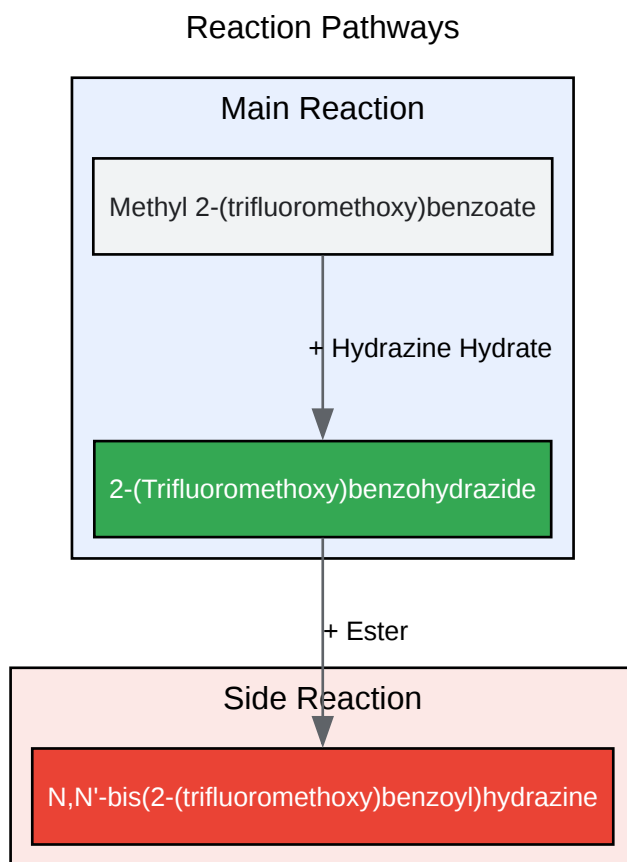 Reaction Pathways
Main Reaction
Methyl 2-(trifluoromethoxy)benzoate
+ Hydrazine Hydrate
2-(Trifluoromethoxy)benzohydrazide
+ Ester
Side Reaction
N,N'-bis(2-(trifluoromethoxy)benzoyl)hydrazine